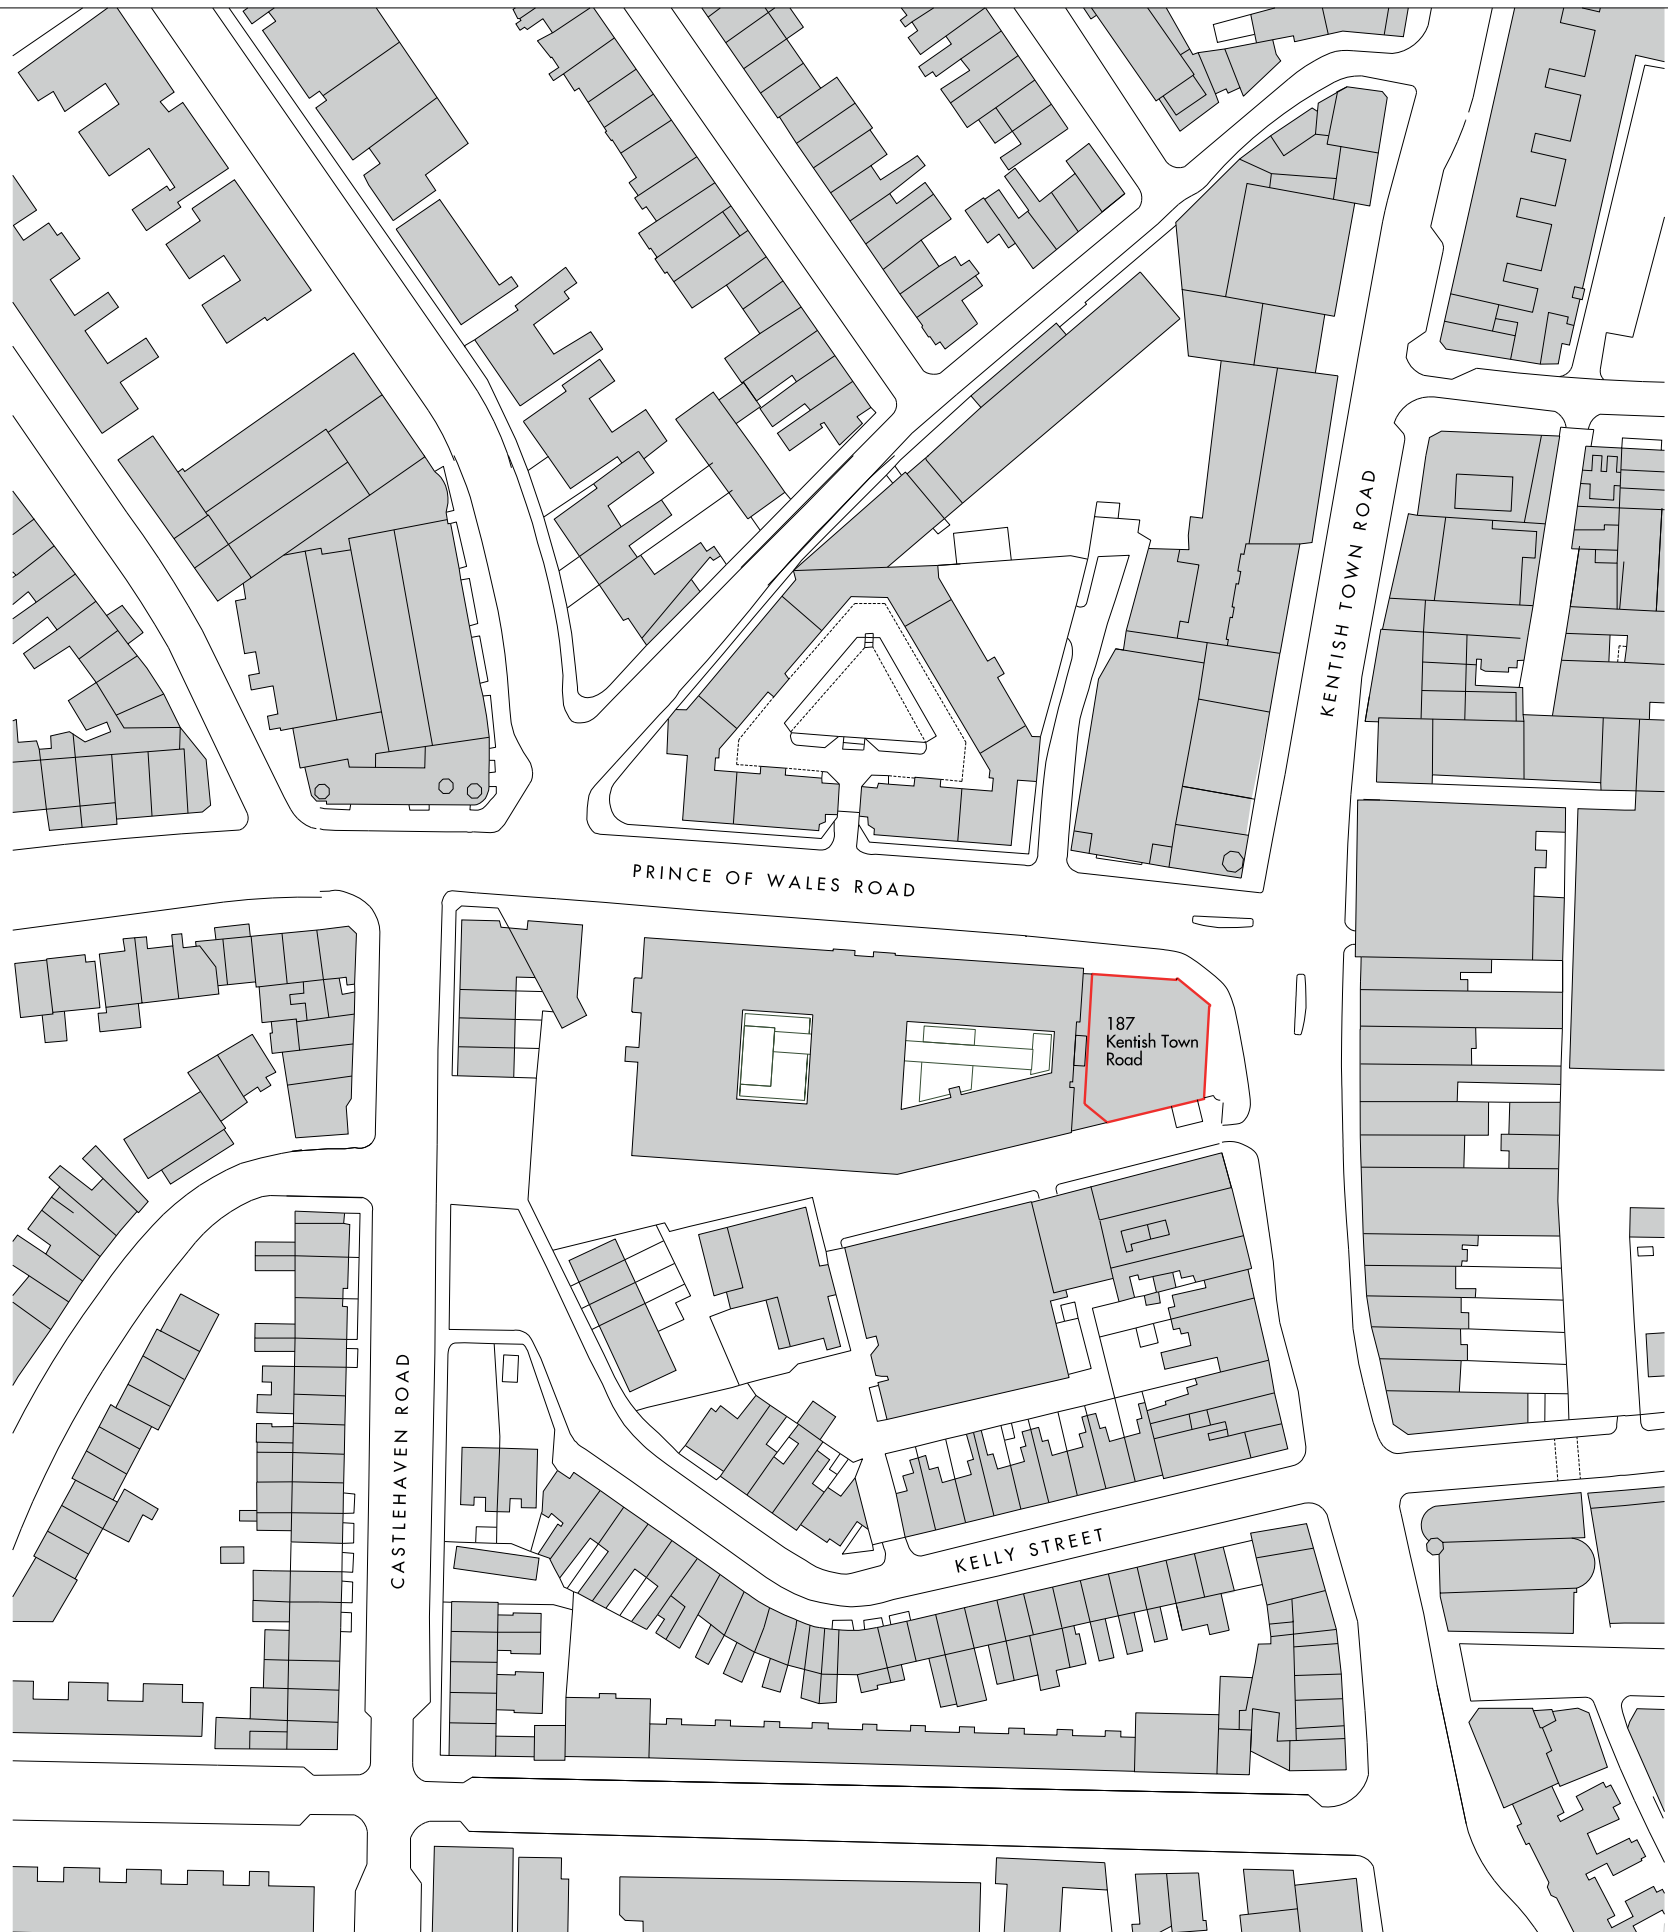 KENTISH TOWN ROAD
PRINCE OF WALES ROAD
187
Kentish Town
Road
CASTLEHAVEN ROAD
KELLY STREET